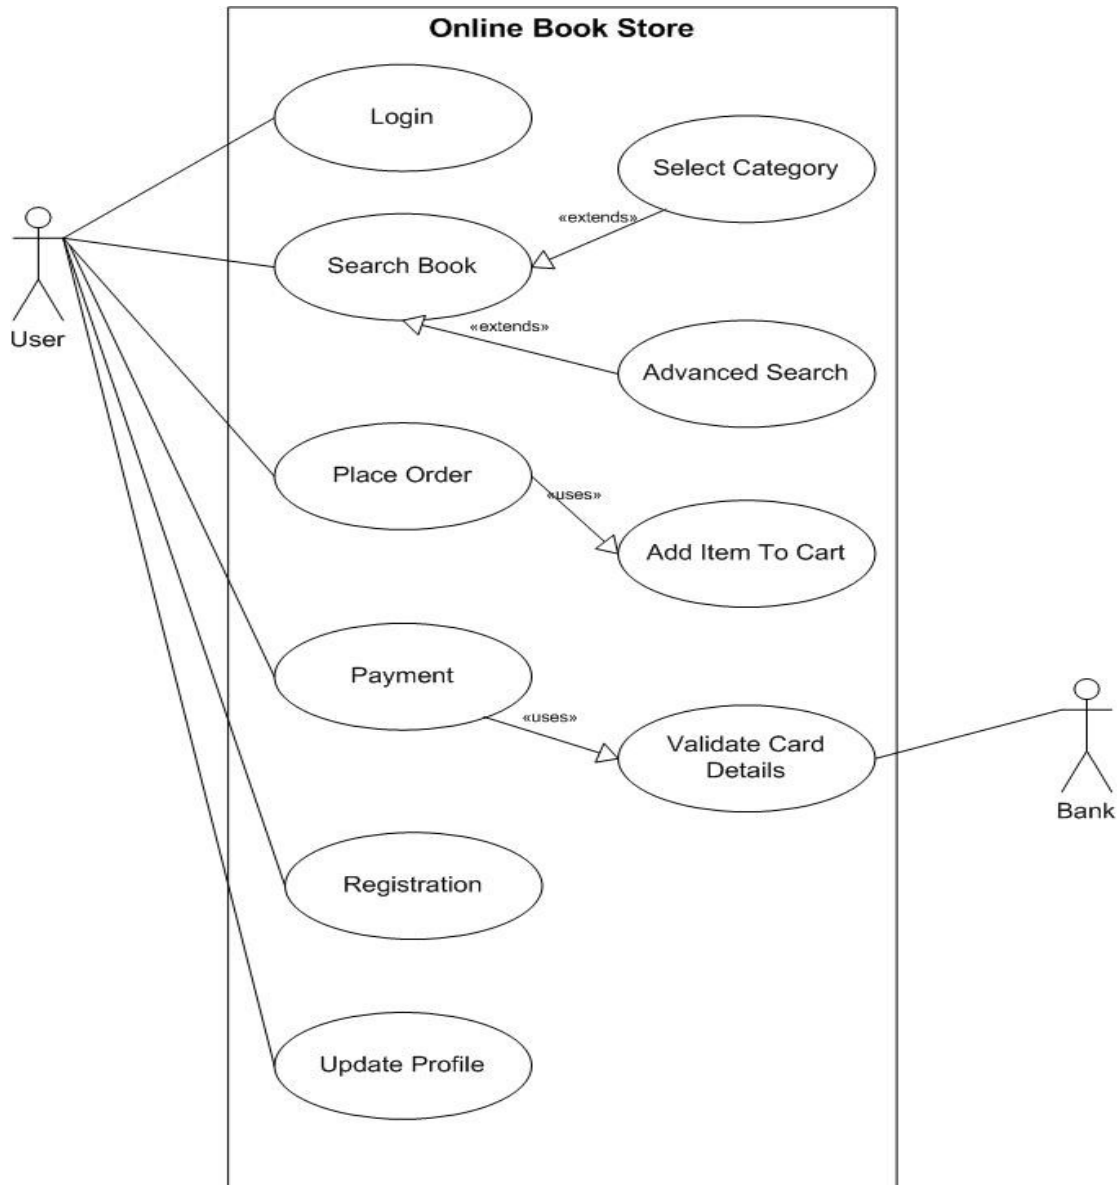 Online Book Store
Login
Select Category
«extends»
Search Book
User
«extends»
Advanced Search
Place Order
«uses»
Add Item To Cart
Payment
«uses»
Validate Card
Details
Bank
Registration
Update Profile